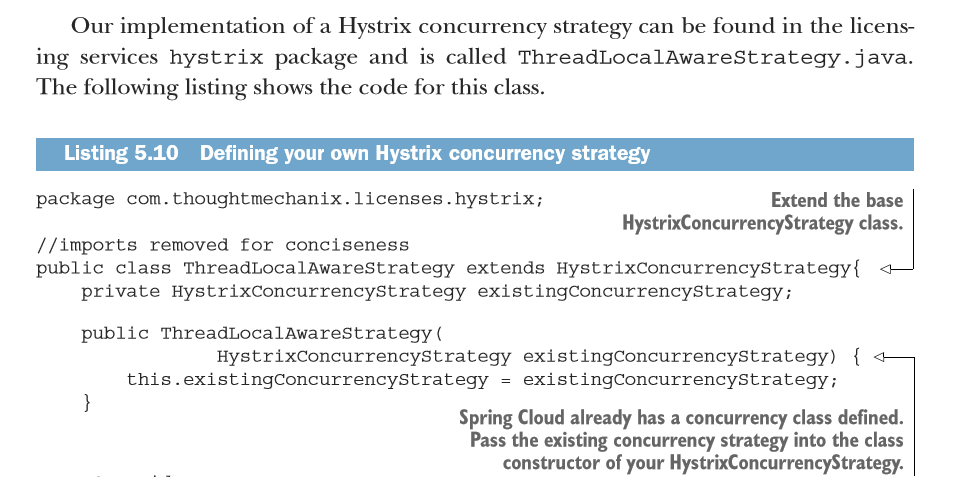 Our implementation of a Hystrix concurrency strategy can be found in the licens-
ing services hystrix package and is called ThreadLocalAwareStrategy.java.
The following listing shows the code for this class.
Listing 5.10 Defining your own Hystrix concurrency strategy
package com.thoughtmechanix.licenses.hystrix;
Extend the base
HystrixConcurrencyStrategy class.
//imports removed for conciseness
public class ThreadLocalAwareStrategy extends HystrixConcurrencyStrategy{
private HystrixConcurrencyStrategy existingConcurrencyStrategy;
public ThreadLocalAwareStrategy(
HystrixConcurrencyStrategy existingConcurrencyStrategy) {
this.existingConcurrencyStrategy = existingConcurrencyStrategy;
}
Spring Cloud already has a concurrency class defined.
Pass the existing concurrency strategy into the class
constructor of your HystrixConcurrencyStrategy.